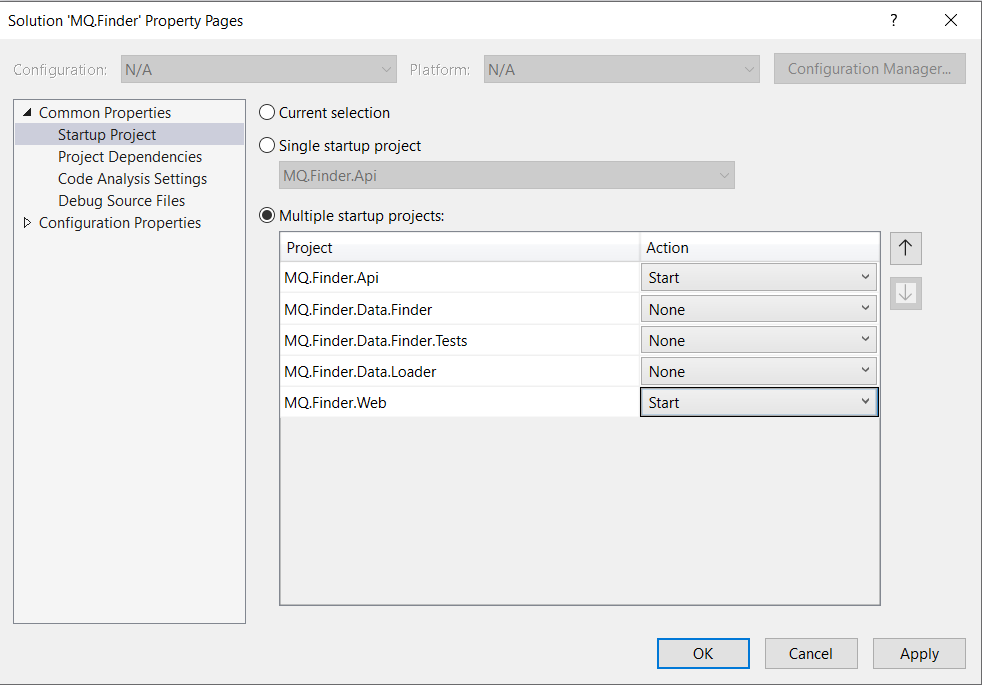 Solution 'MQ.Finder' Property Pages ?
Configuration: N/A Platform: N/A Configuration Manager...
Common Properties
Startup Project
Project Dependencies
Code Analysis Settings
Debug Source Files
Configuration Properties
Current selection
Single startup project
MQ.Finder.Api
Multiple startup projects:
Project Action
MQ.Finder.Api Start
MQ.Finder.Data.Finder None
MQ.Finder.Data.Finder.Tests None
MQ.Finder.Data.Loader None
MQ.Finder.Web Start
OK Cancel Apply